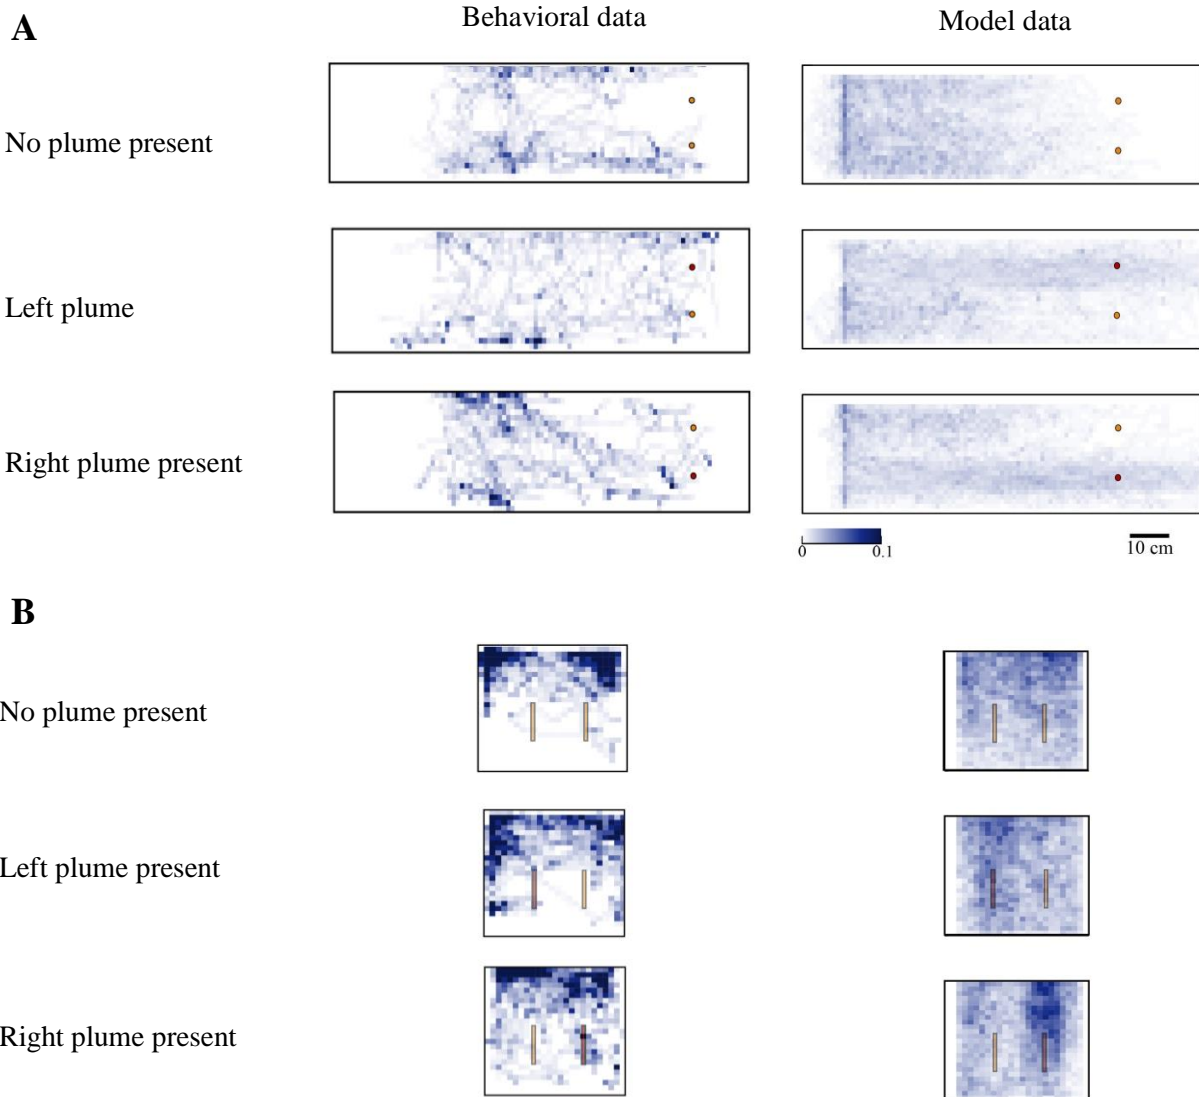 A
Behavioral data
Model data
No plume present
Left plume
Right plume present
0
0.1
10 cm
B
No plume present
Left plume present
Right plume present